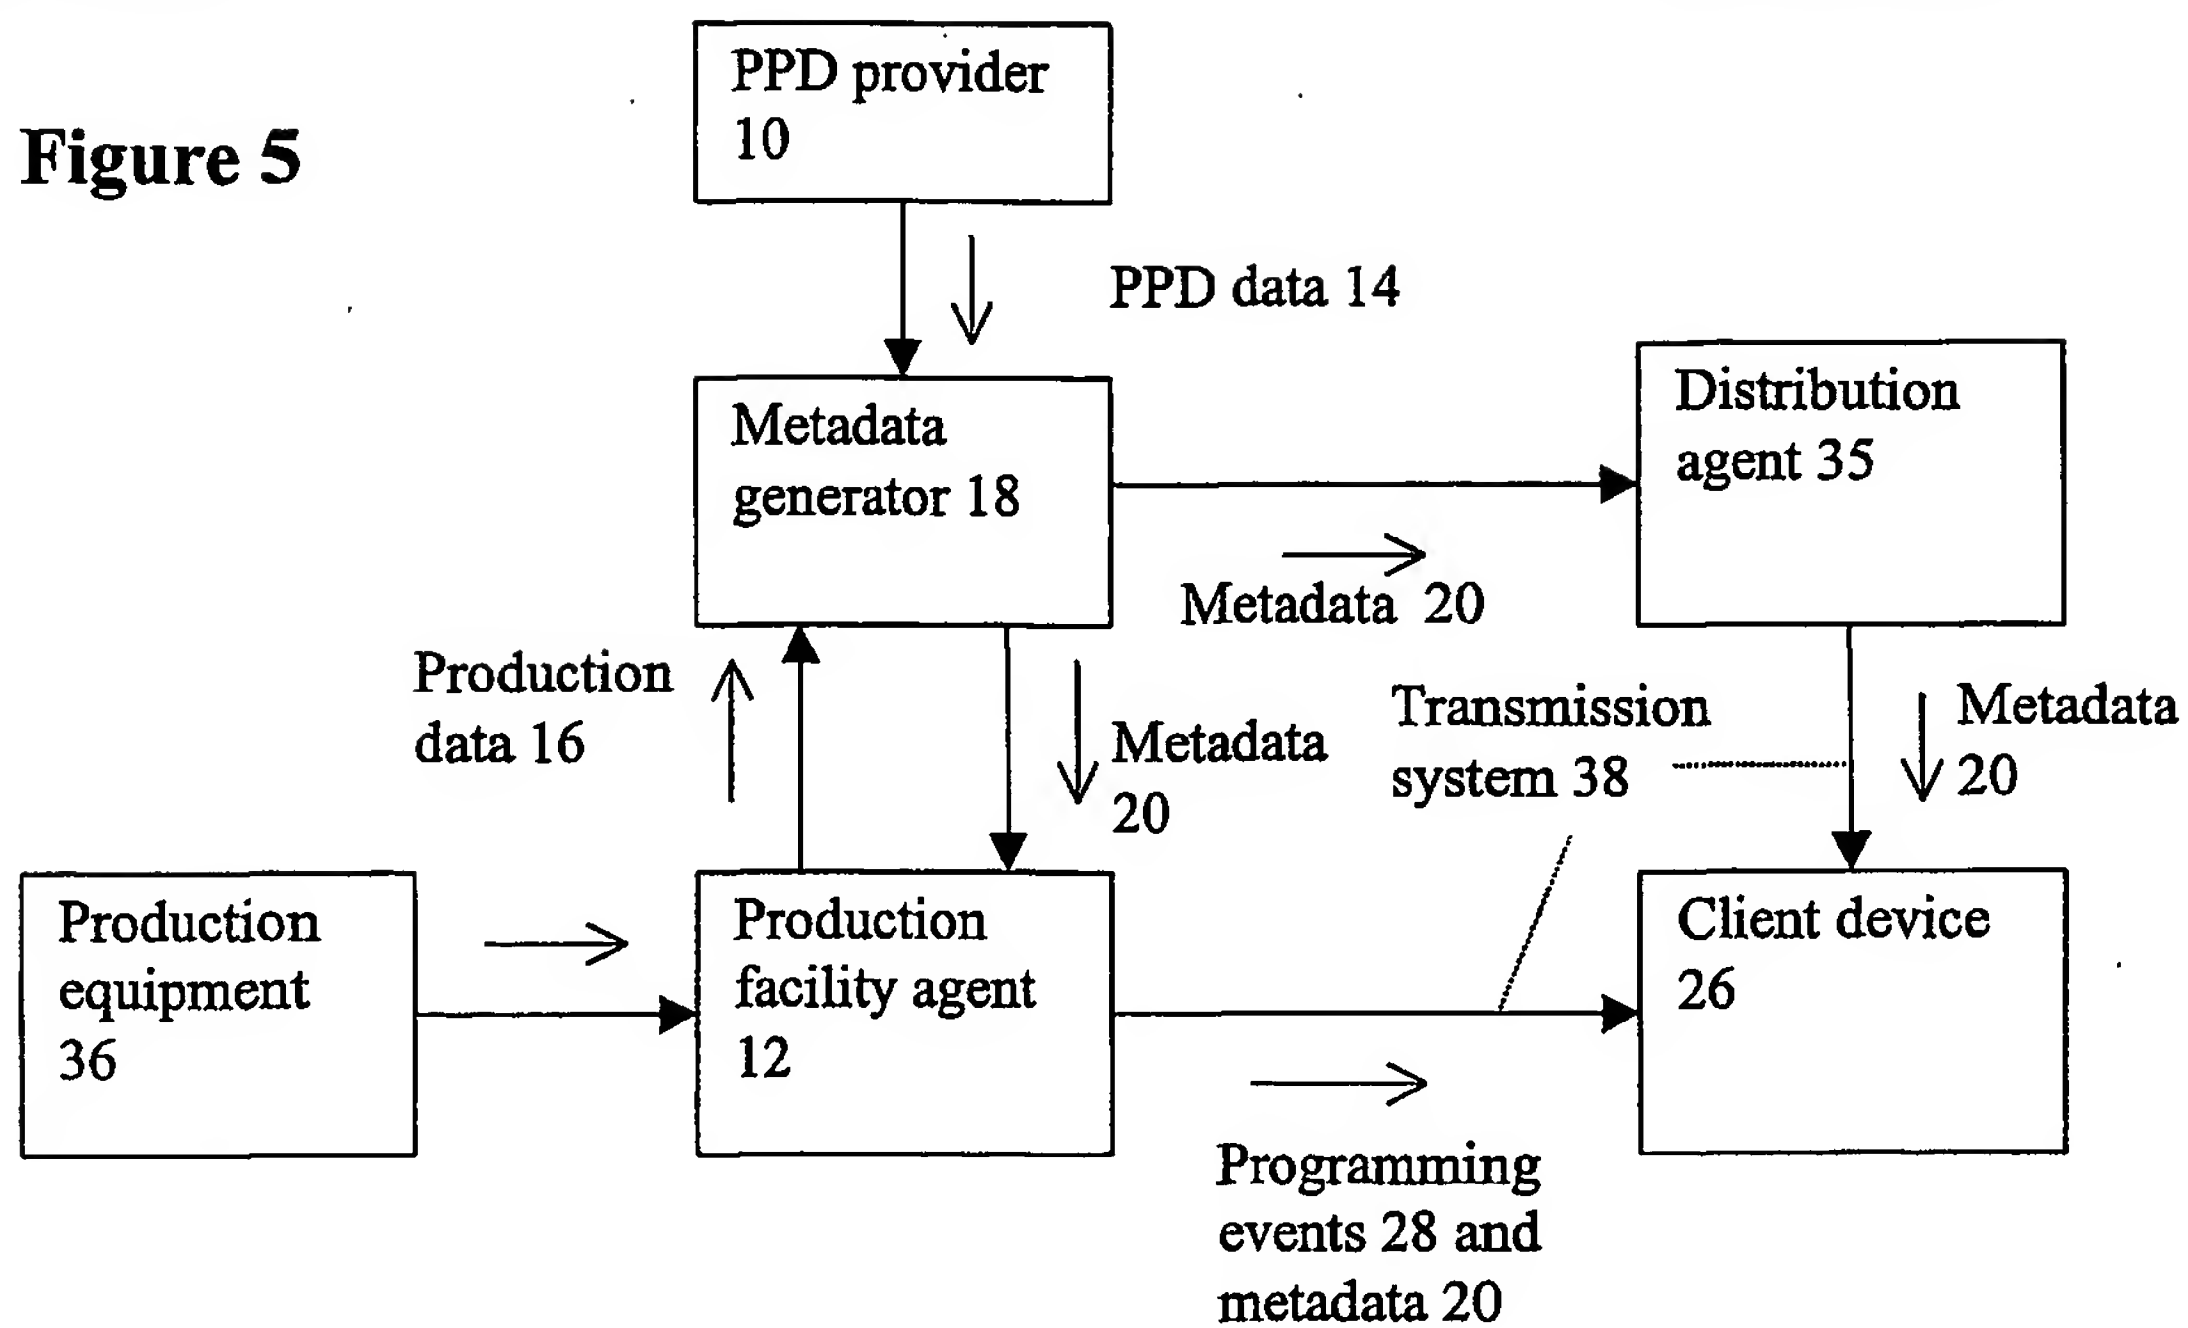 PPD provider
10
Figure 5
PPD data 14
Metadata
generator 18
Distribution
agent 35
Metadata 20
Production
data 16
Metadata
20
Transmission
system 38
Metadata
20
Production
equipment
36
Production
facility agent
12
Client device
26
Programming
events 28 and
metadata 20